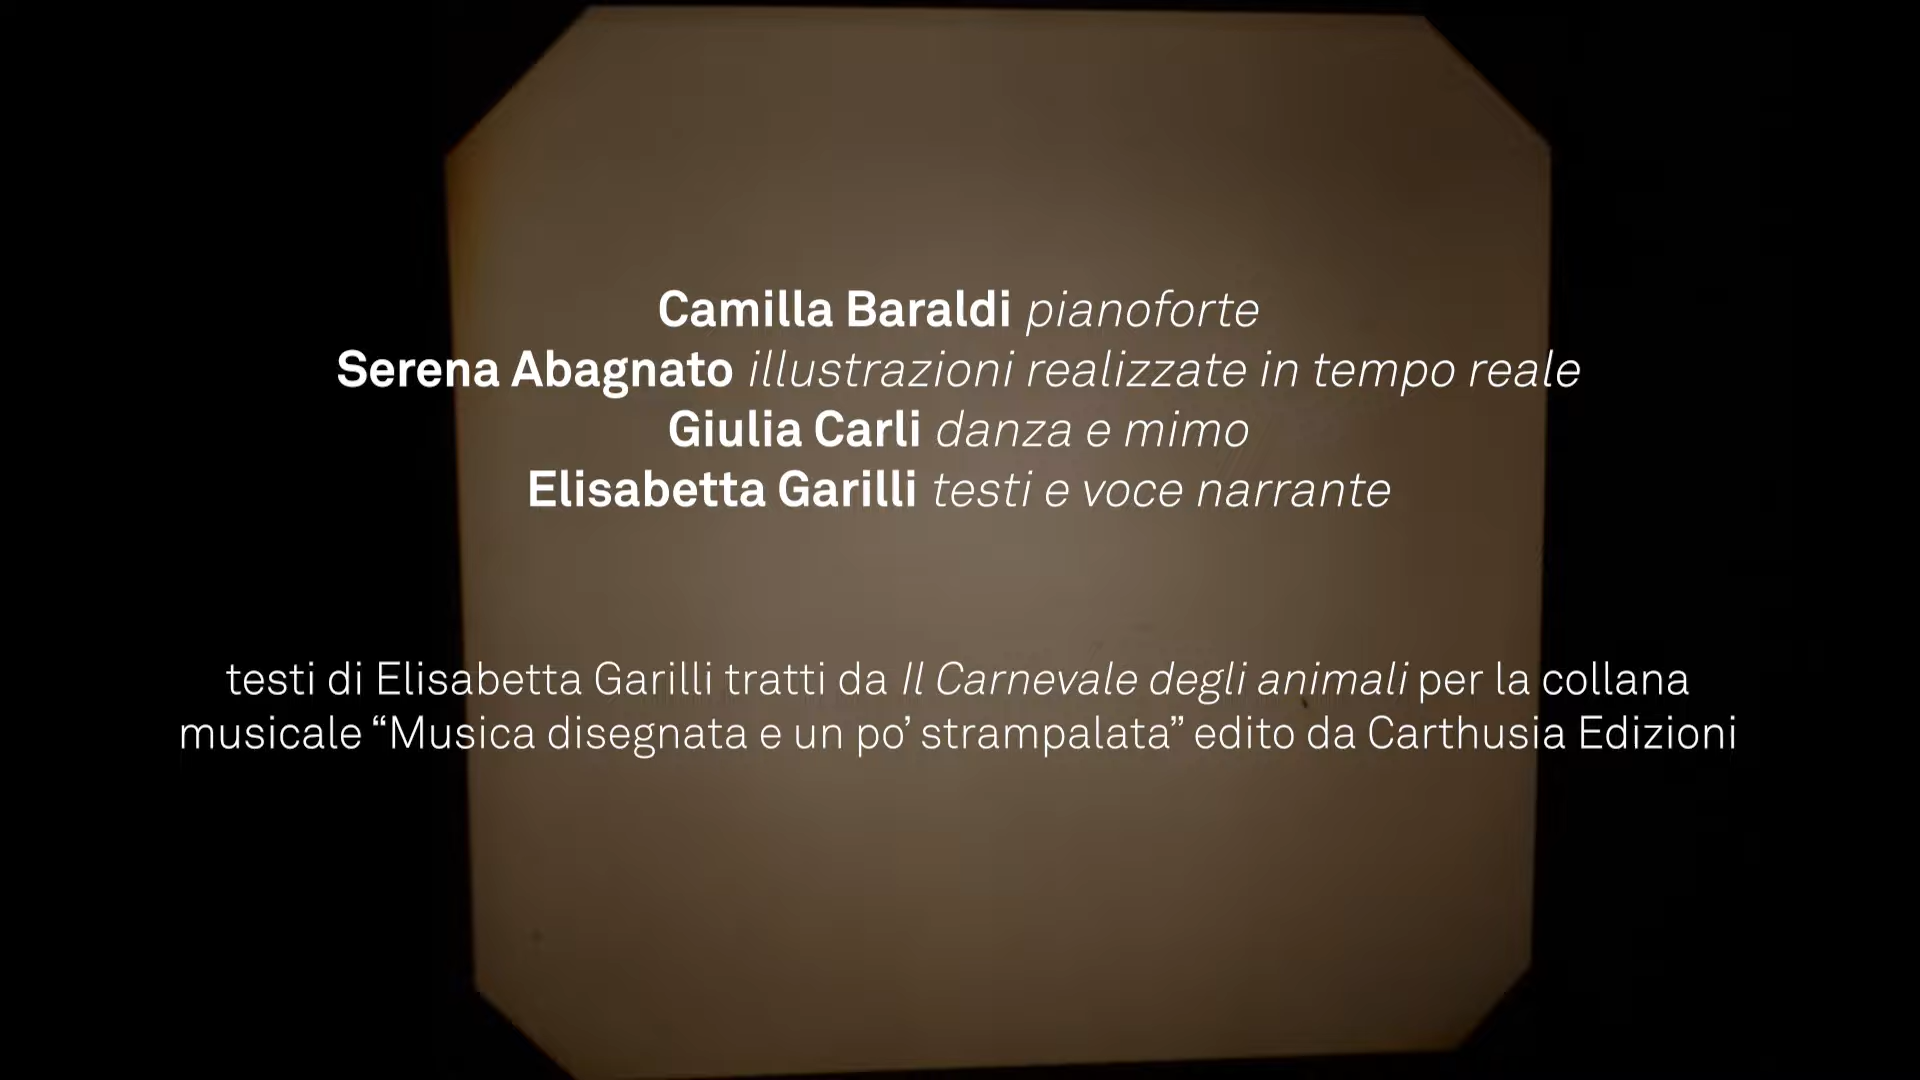 Camilla Baraldi pianoforte
Serena Abagnato illustrazioni realizzate in tempo reale
Giulia Carli danza e mimo
Elisabetta Garilli testi e voce narrante
testi di Elisabetta Garilli tratti da Il Carnevale degli animali per la collana
musicale “Musica disegnata e un po’ strampalata” edito da Carthusia Edizioni